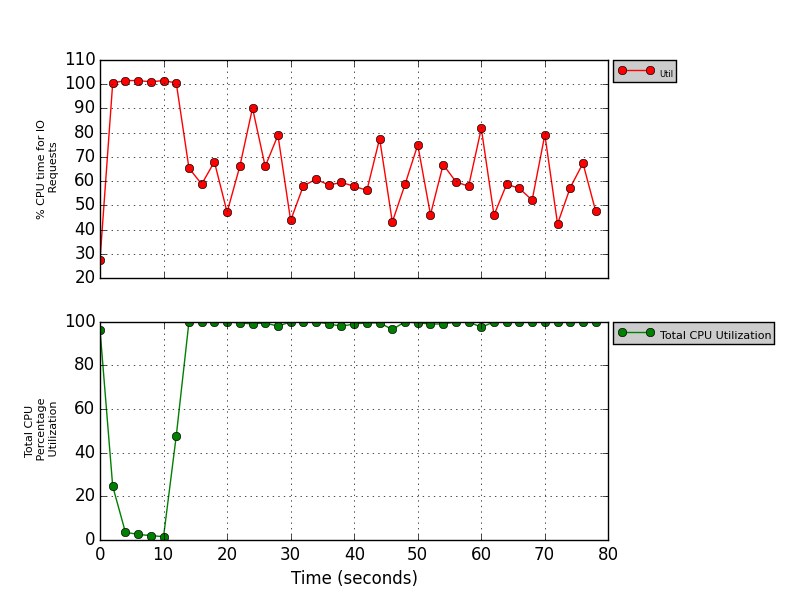 110
100
90
80
70
60
50
40
30
20
% CPU time for IO
Requests
Util
100
80
60
40
20
0
Total CPU
Percentage
Utilization
Total CPU Utilization
0 10 20 30 40 50 60 70 80
Time (seconds)